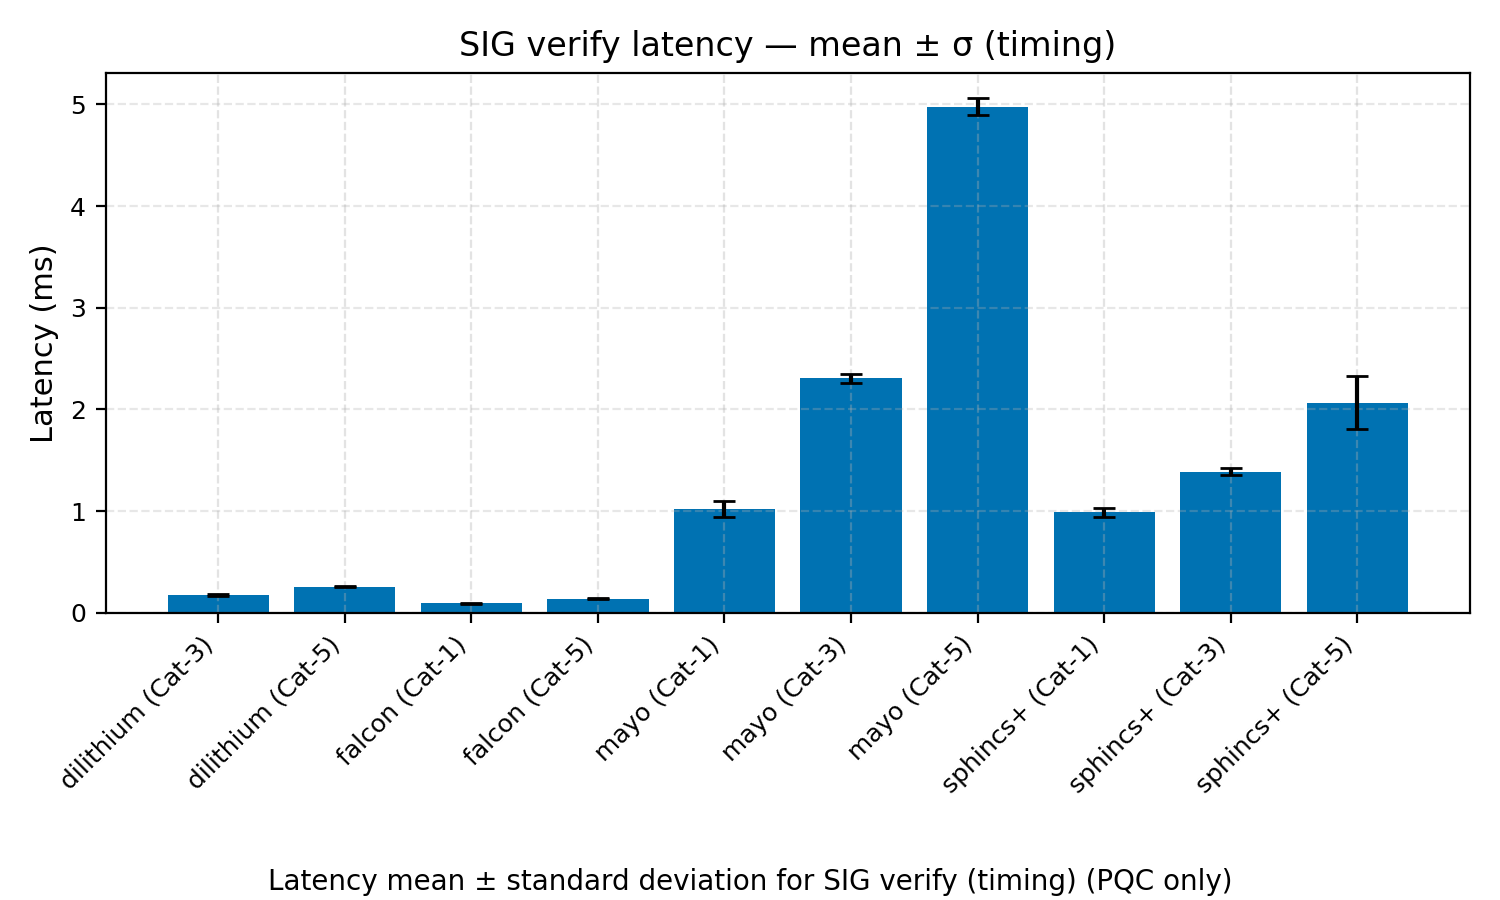 SIG verify latency — mean ± σ (timing)
Latency (ms)
5
4
3
2
1
0
dilithium (Cat-3)
dilithium (Cat-5)
falcon (Cat-1)
falcon (Cat-5)
mayo (Cat-1)
mayo (Cat-3)
mayo (Cat-5)
sphincs+ (Cat-1)
sphincs+ (Cat-3)
sphincs+ (Cat-5)
Latency mean ± standard deviation for SIG verify (timing) (PQC only)